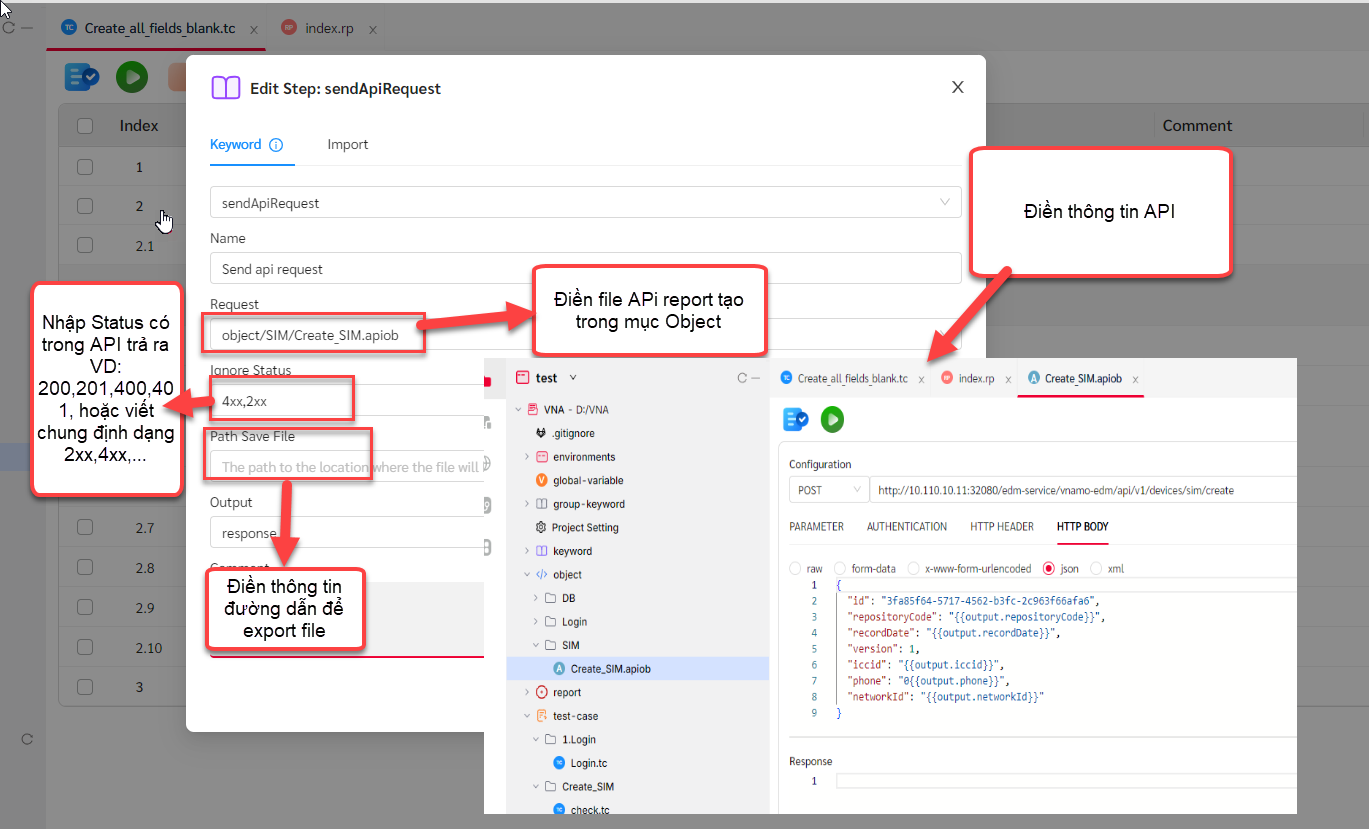 Create_all_fields_blank.tc
index.rp
Index
Comment
1
2
2.1
2.7
2.8
2.9
2.10
3
Edit Step: sendApiRequest
X
Keyword
Import
sendApiRequest
Name
Send api request
Request
object/SIM/Create_SIM.apiob
Ignore Status
4xx,2xx
Path Save File
The path to the location where the file will
Output
response
Comment
Điền thông tin API
Điền file APi report tạo
trong mục Object
Nhập Status có
trong API trả ra
VD:
200,201,400,40
1, hoặc viết
chung định dạng
2xx,4xx,...
Điền thông tin
đường dẫn để
export file
test
VNA - D:/VNA
.gitignore
environments
global-variable
group-keyword
Project Setting
keyword
object
DB
Login
SIM
Create_SIM.apiob
report
test-case
1.Login
Login.tc
Create_SIM
check.tc
Create_all_fields_blank.tc
index.rp
Create_SIM.apiob
Configuration
POST
http://10.110.10.11:32080/edm-service/vnamo-edm/api/v1/devices/sim/create
PARAMETER AUTHENTICATION HTTP HEADER HTTP BODY
raw form-data x-www-form-urlencoded json xml
1 {
2 "id": "3fa85f64-5717-4562-b3fc-2c963f66afa6",
3 "repositoryCode": "{{output.repositoryCode}}",
4 "recordDate": "{{output.recordDate}}",
5 "version": 1,
6 "iccid": "{{output.iccid}}",
7 "phone": "0{{output.phone}}",
8 "networkId": "{{output.networkId}}"
9 }
Response
1